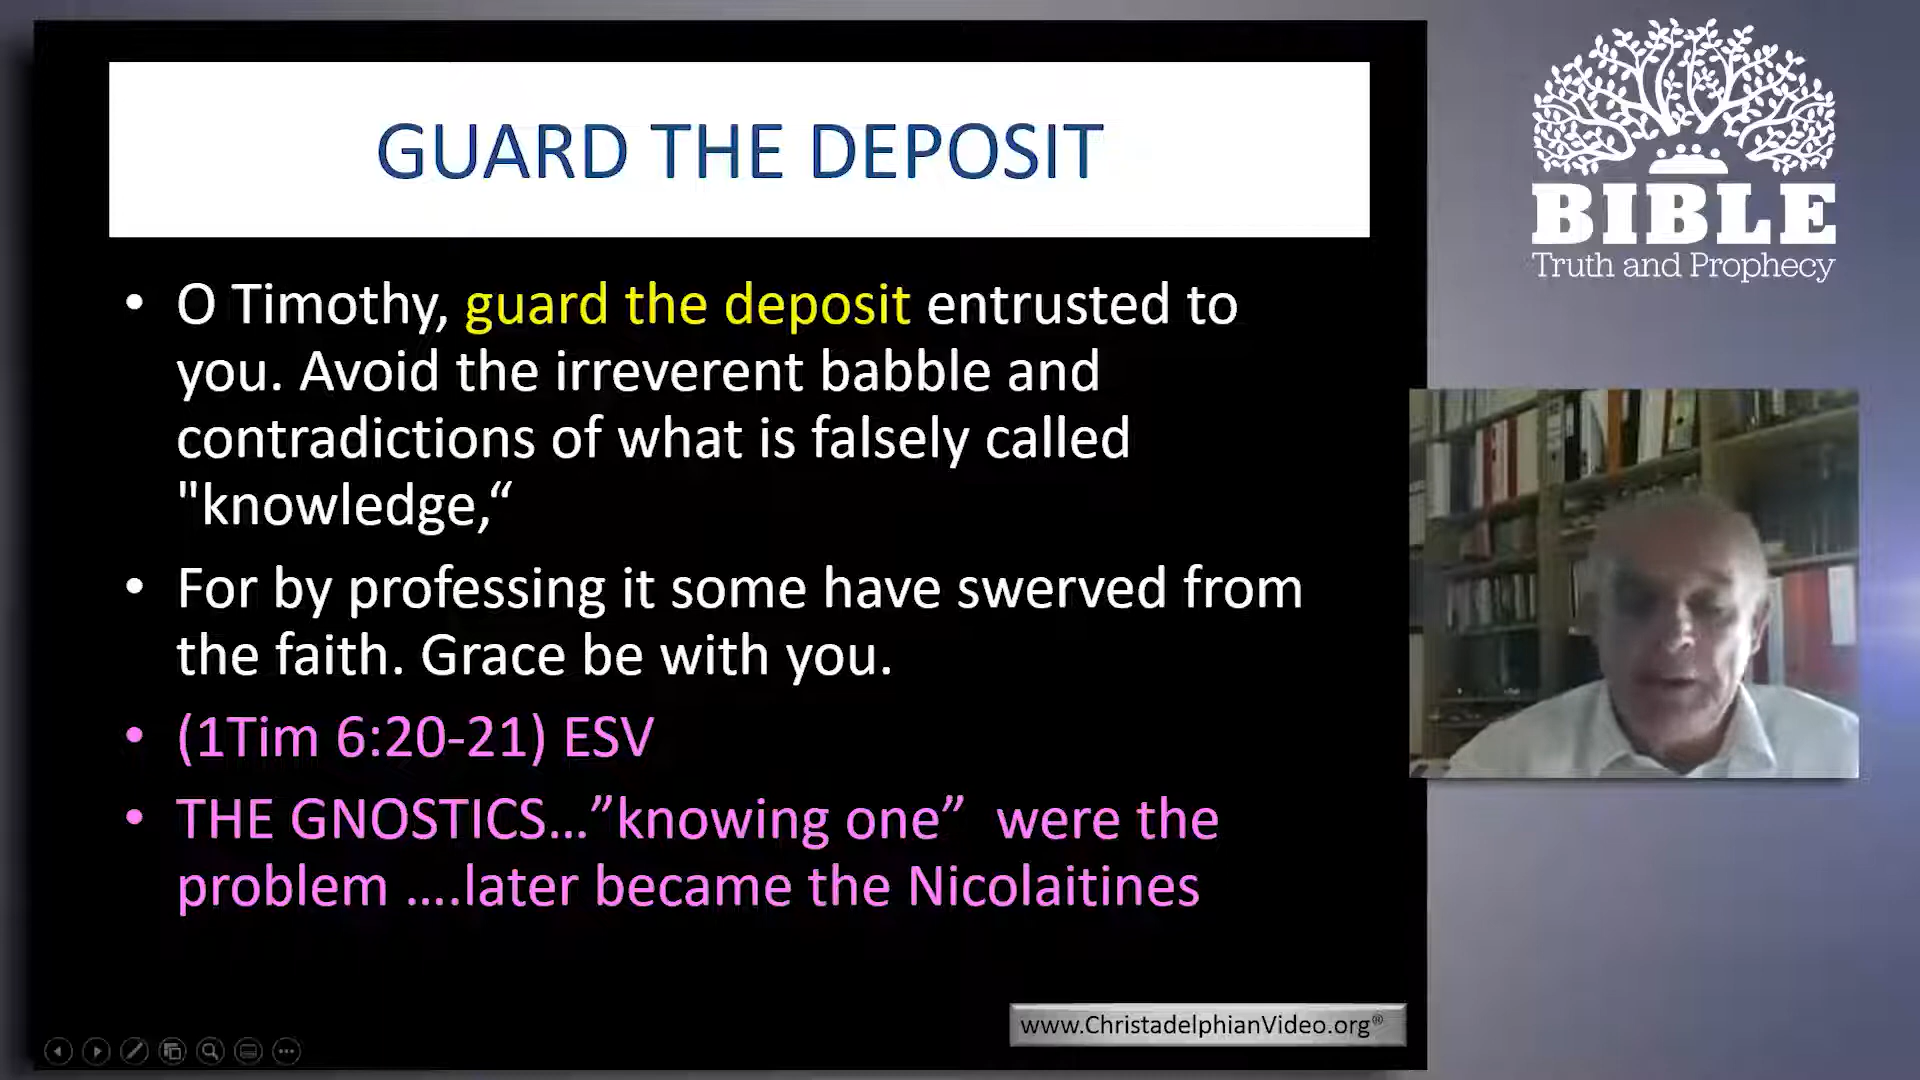 GUARD THE DEPOSIT
• O Timothy, guard the deposit entrusted to
you. Avoid the irreverent babble and
contradictions of what is falsely called
"knowledge,“
• For by professing it some have swerved from
the faith. Grace be with you.
• (1Tim 6:20-21) ESV
• THE GNOSTICS…”knowing one”  were the
problem ….later became the Nicolaitines
www.ChristadelphianVideo.org®
BIBLE
Truth and Prophecy